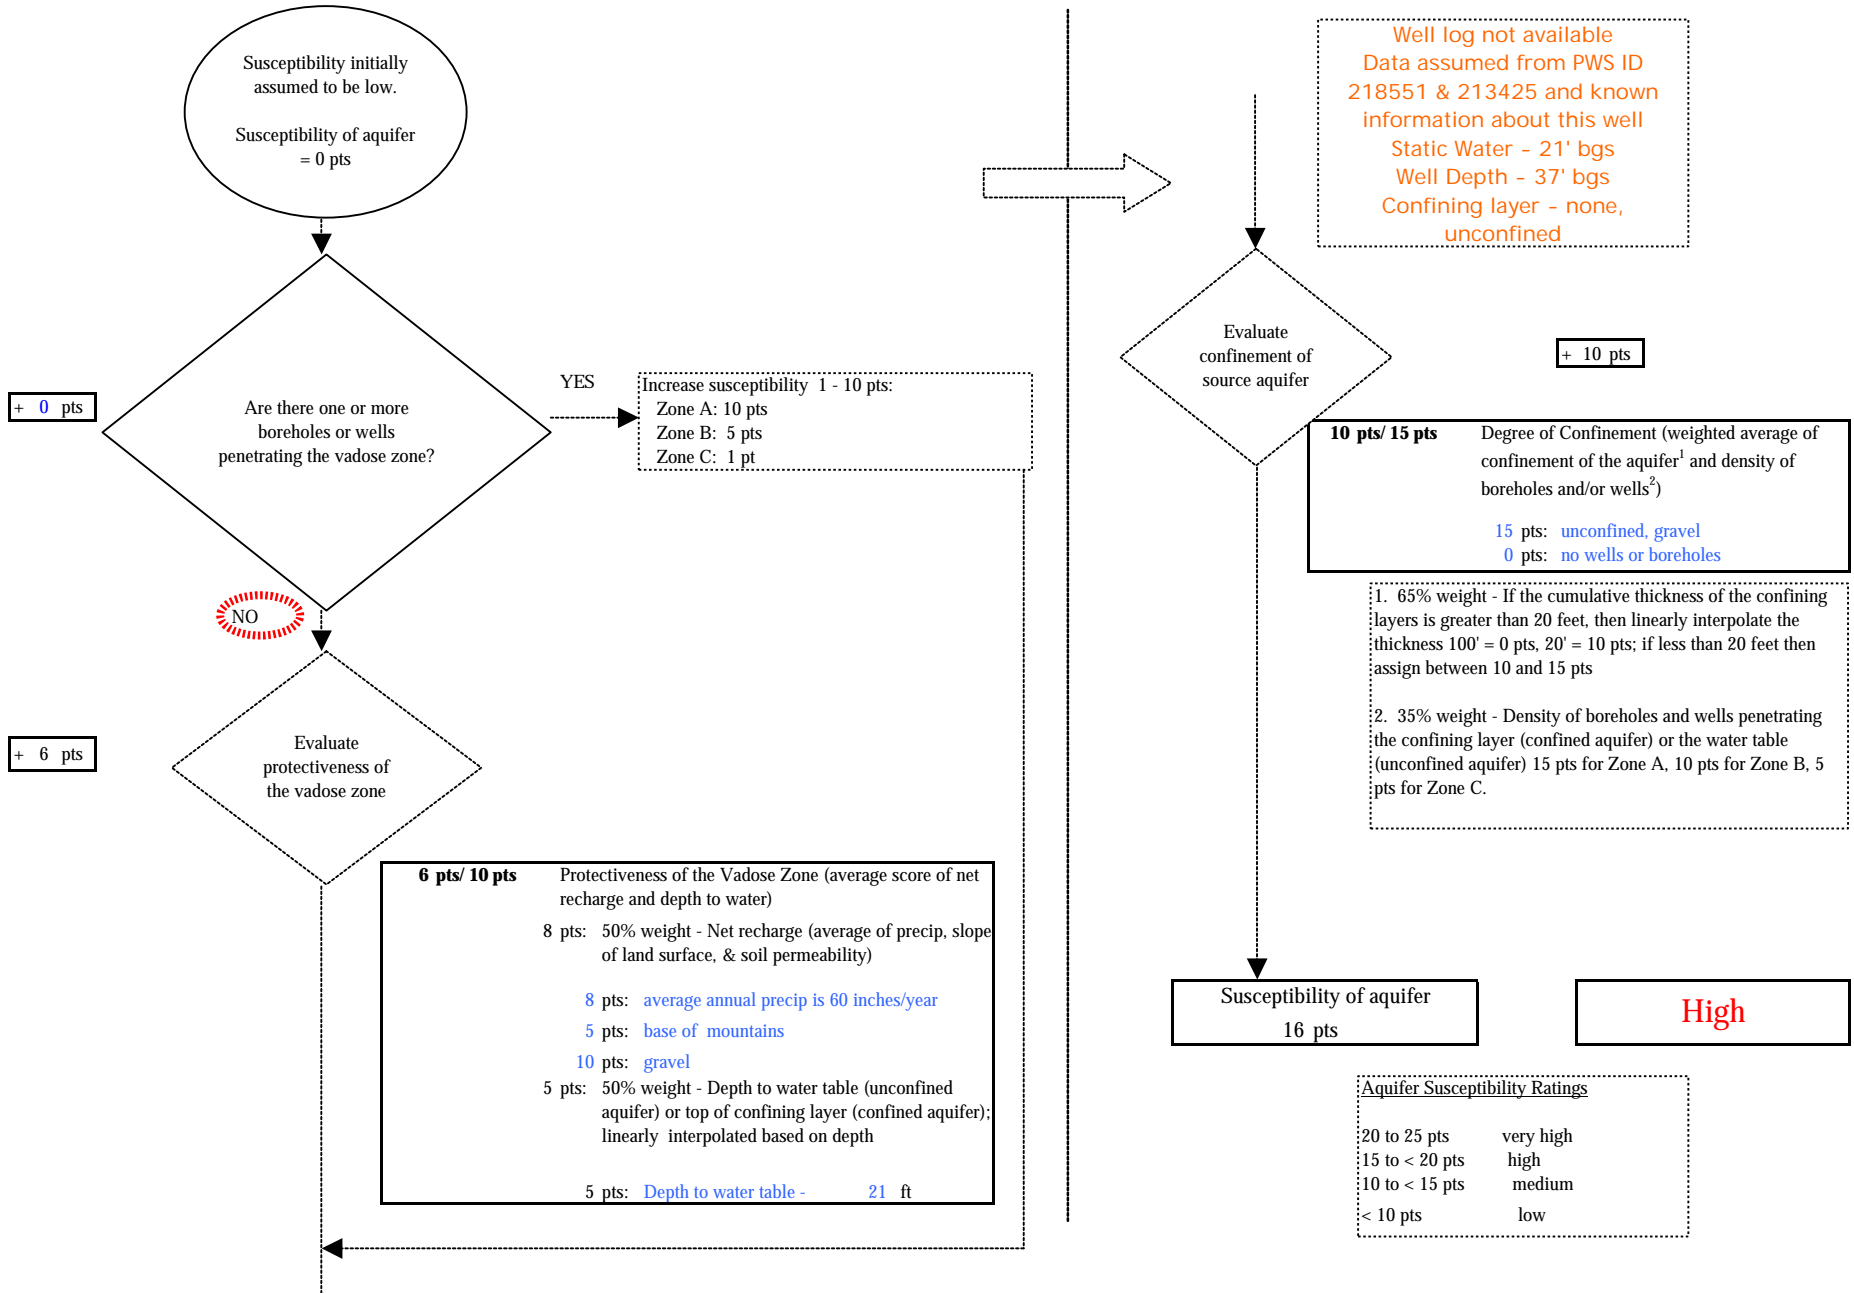 Susceptibility initially
assumed to be low.
Susceptibility of aquifer
= 0 pts
+ 0 pts
Are there one or more
boreholes or wells
penetrating the vadose zone?
YES
Increase susceptibility 1 - 10 pts:
Zone A: 10 pts
Zone B: 5 pts
Zone C: 1 pt
NO
+ 6 pts
Evaluate
protectiveness of
the vadose zone
6 pts/ 10 pts Protectiveness of the Vadose Zone (average score of net
recharge and depth to water)
8 pts: 50% weight - Net recharge (average of precip, slope
of land surface, & soil permeability)
8 pts: average annual precip is 60 inches/year
5 pts: base of mountains
10 pts: gravel
5 pts: 50% weight - Depth to water table (unconfined
aquifer) or top of confining layer (confined aquifer);
linearly interpolated based on depth
5 pts: Depth to water table - 21 ft
Well log not available
Data assumed from PWS ID
218551 & 213425 and known
information about this well
Static Water - 21' bgs
Well Depth - 37' bgs
Confining layer - none,
unconfined
Evaluate
confinement of
source aquifer
+ 10 pts
10 pts/ 15 pts Degree of Confinement (weighted average of
confinement of the aquifer1 and density of
boreholes and/or wells2)
15 pts: unconfined, gravel
0 pts: no wells or boreholes
1. 65% weight - If the cumulative thickness of the confining
layers is greater than 20 feet, then linearly interpolate the
thickness 100' = 0 pts, 20' = 10 pts; if less than 20 feet then
assign between 10 and 15 pts
2. 35% weight - Density of boreholes and wells penetrating
the confining layer (confined aquifer) or the water table
(unconfined aquifer) 15 pts for Zone A, 10 pts for Zone B, 5
pts for Zone C.
Susceptibility of aquifer
16 pts
High
Aquifer Susceptibility Ratings
20 to 25 pts very high
15 to < 20 pts high
10 to < 15 pts medium
< 10 pts low